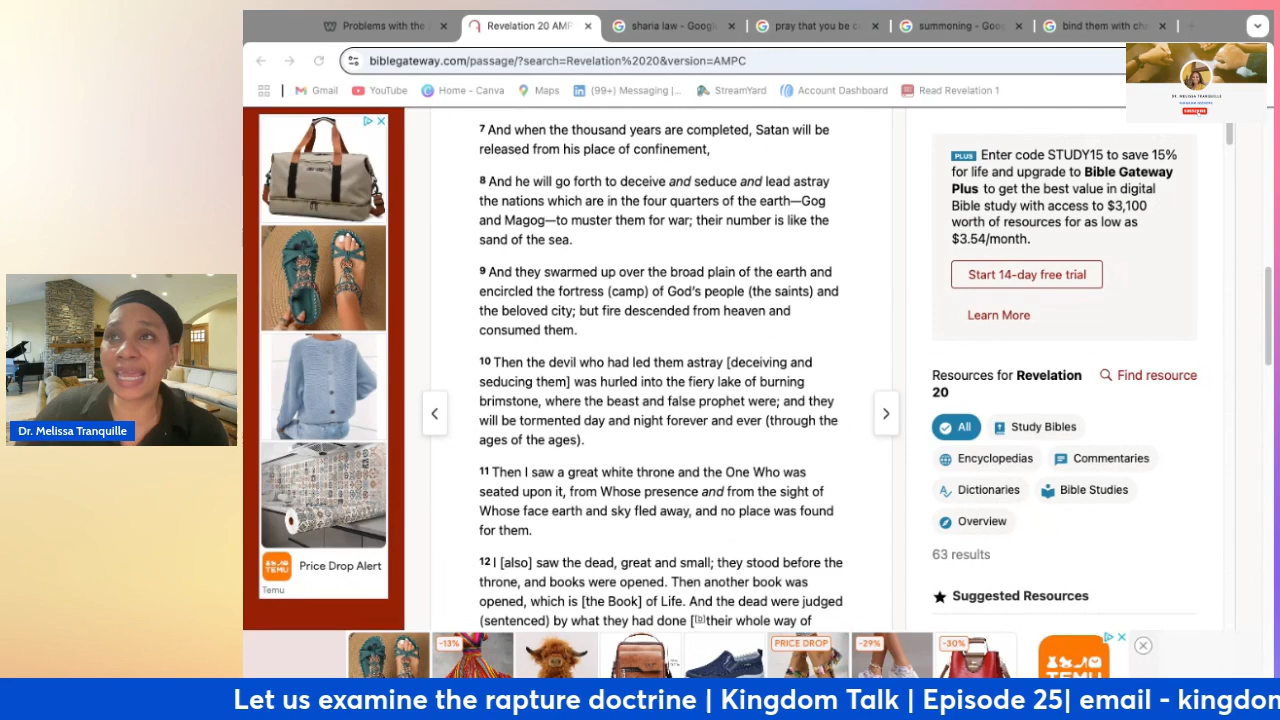 Problems with the
Revelation 20 AMP
sharia law - Google
pray that you be c
summoning - Goo
bind them with cha
biblegateway.com/passage/?search=Revelation%2020&version=AMPC
Gmail
YouTube
Home - Canva
Maps
(99+) Messaging |...
StreamYard
Account Dashboard
Read Revelation 1
DR. MELISSA TRANQUILLE
SUBSCRIBE
7 And when the thousand years are completed, Satan will be
released from his place of confinement,
8 And he will go forth to deceive and seduce and lead astray
the nations which are in the four quarters of the earth—Gog
and Magog—to muster them for war; their number is like the
sand of the sea.
9 And they swarmed up over the broad plain of the earth and
encircled the fortress (camp) of God's people (the saints) and
the beloved city; but fire descended from heaven and
consumed them.
10 Then the devil who had led them astray [deceiving and
seducing them] was hurled into the fiery lake of burning
brimstone, where the beast and false prophet were; and they
will be tormented day and night forever and ever (through the
ages of the ages).
11 Then I saw a great white throne and the One Who was
seated upon it, from Whose presence and from the sight of
Whose face earth and sky fled away, and no place was found
for them.
12 I [also] saw the dead, great and small; they stood before the
throne, and books were opened. Then another book was
opened, which is [the Book] of Life. And the dead were judged
(sentenced) by what they had done [[b]their whole way of
PLUS Enter code STUDY15 to save 15%
for life and upgrade to Bible Gateway
Plus to get the best value in digital
Bible study with access to $3,100
worth of resources for as low as
$3.54/month.
Start 14-day free trial
Learn More
Resources for Revelation
20
Find resource
All
Study Bibles
Encyclopedias
Commentaries
Dictionaries
Bible Studies
Overview
63 results
Suggested Resources
TEMU
Price Drop Alert
Temu
Dr. Melissa Tranquille
-13%
PRICE DROP
-29%
-30%
TEMU
Let us examine the rapture doctrine | Kingdom Talk | Episode 25| email - kingdo